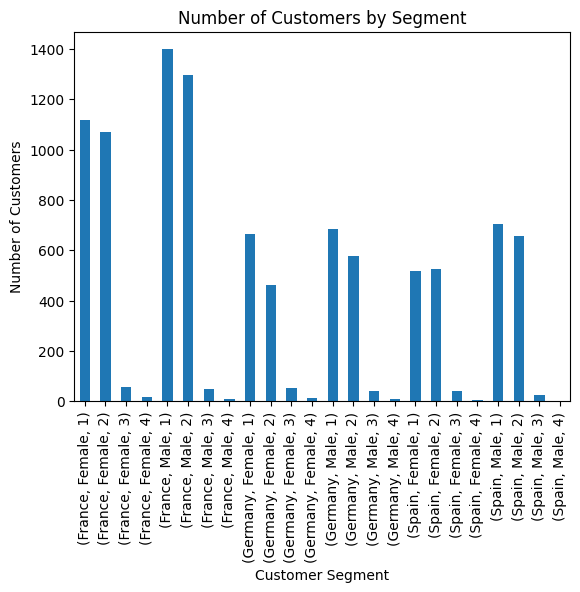 Number of Customers by Segment
Number of Customers
1400
1200
1000
800
600
400
200
0
(France, Female, 1)
(France, Female, 2)
(France, Female, 3)
(France, Female, 4)
(France, Male, 1)
(France, Male, 2)
(France, Male, 3)
(France, Male, 4)
(Germany, Female, 1)
(Germany, Female, 2)
(Germany, Female, 3)
(Germany, Female, 4)
(Germany, Male, 1)
(Germany, Male, 2)
(Germany, Male, 3)
(Germany, Male, 4)
(Spain, Female, 1)
(Spain, Female, 2)
(Spain, Female, 3)
(Spain, Female, 4)
(Spain, Male, 1)
(Spain, Male, 2)
(Spain, Male, 3)
(Spain, Male, 4)
Customer Segment